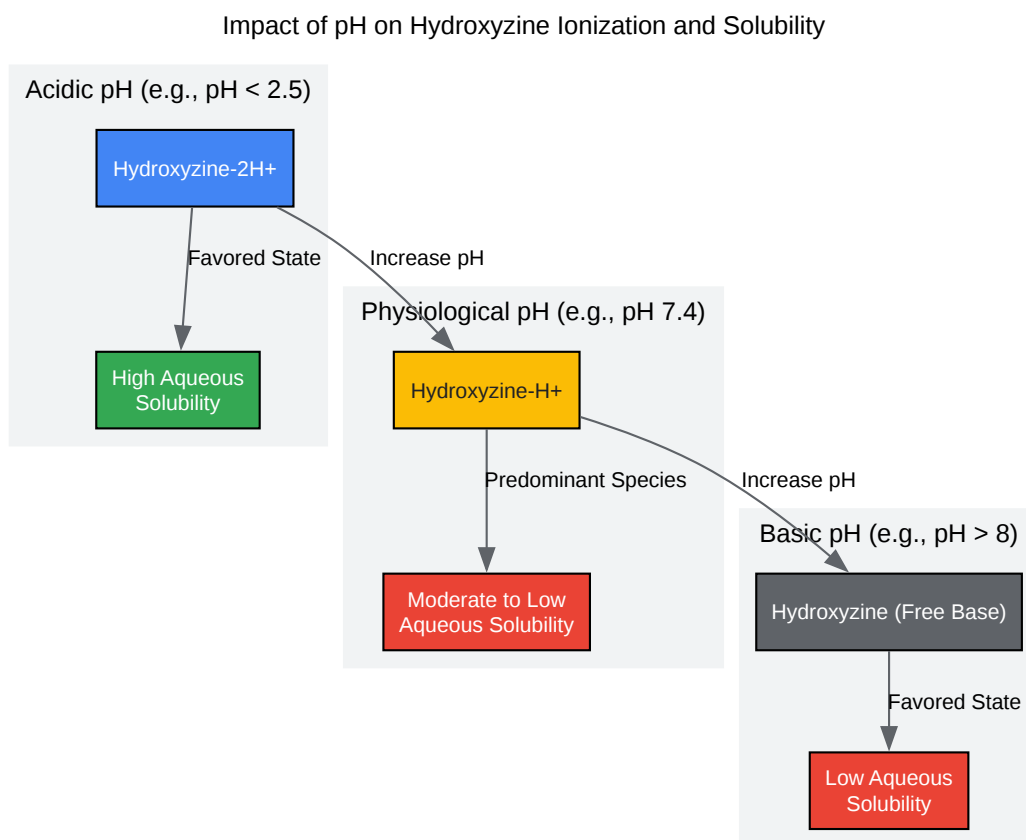 Impact of pH on Hydroxyzine Ionization and Solubility
Acidic pH (e.g., pH < 2.5)
Hydroxyzine-2H+
Favored State
Increase pH
High Aqueous
Solubility
Physiological pH (e.g., pH 7.4)
Hydroxyzine-H+
Predominant Species
Increase pH
Moderate to Low
Aqueous Solubility
Basic pH (e.g., pH > 8)
Hydroxyzine (Free Base)
Favored State
Low Aqueous
Solubility